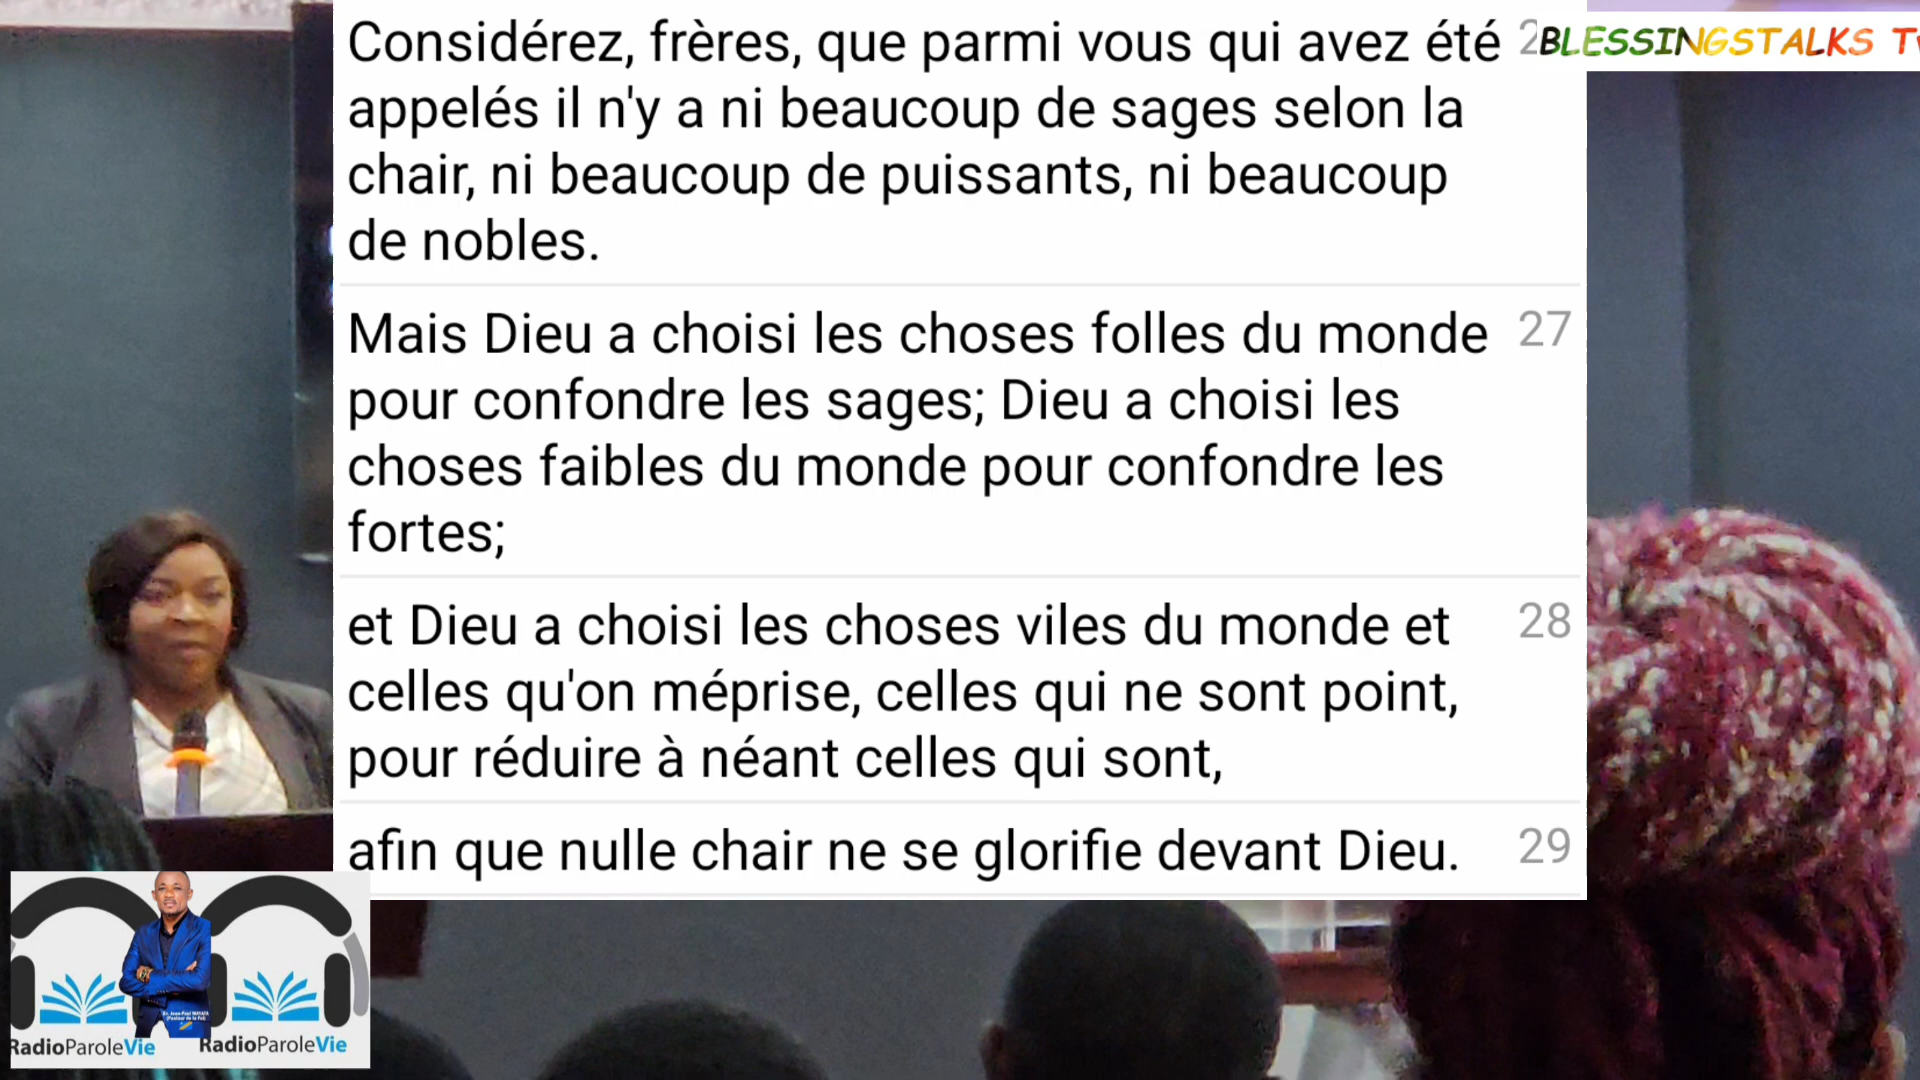 Considérez, frères, que parmi vous qui avez été
appelés il n'y a ni beaucoup de sages selon la
chair, ni beaucoup de puissants, ni beaucoup
de nobles.
BLESSINGSTALKS
Mais Dieu a choisi les choses folles du monde 27
pour confondre les sages; Dieu a choisi les
choses faibles du monde pour confondre les
fortes;
et Dieu a choisi les choses viles du monde et 28
celles qu'on méprise, celles qui ne sont point,
pour réduire à néant celles qui sont,
afin que nulle chair ne se glorifie devant Dieu. 29
RadioParoleVie
RadioParoleVie